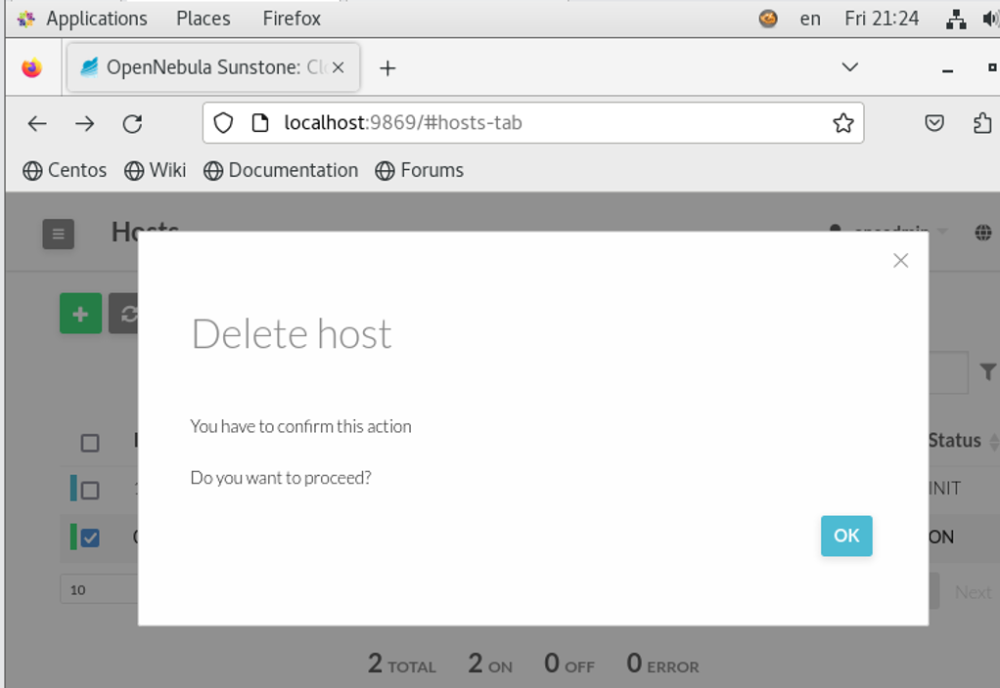 Applications Places Firefox en Fri 21:24
OpenNebula Sunstone: Clo
localhost:9869/#hosts-tab
Centos Wiki Documentation Forums
Hosts
Delete host
You have to confirm this action
Do you want to proceed?
Status
INIT
OK
0 ON
10 Next
2 TOTAL 2 ON 0 OFF 0 ERROR